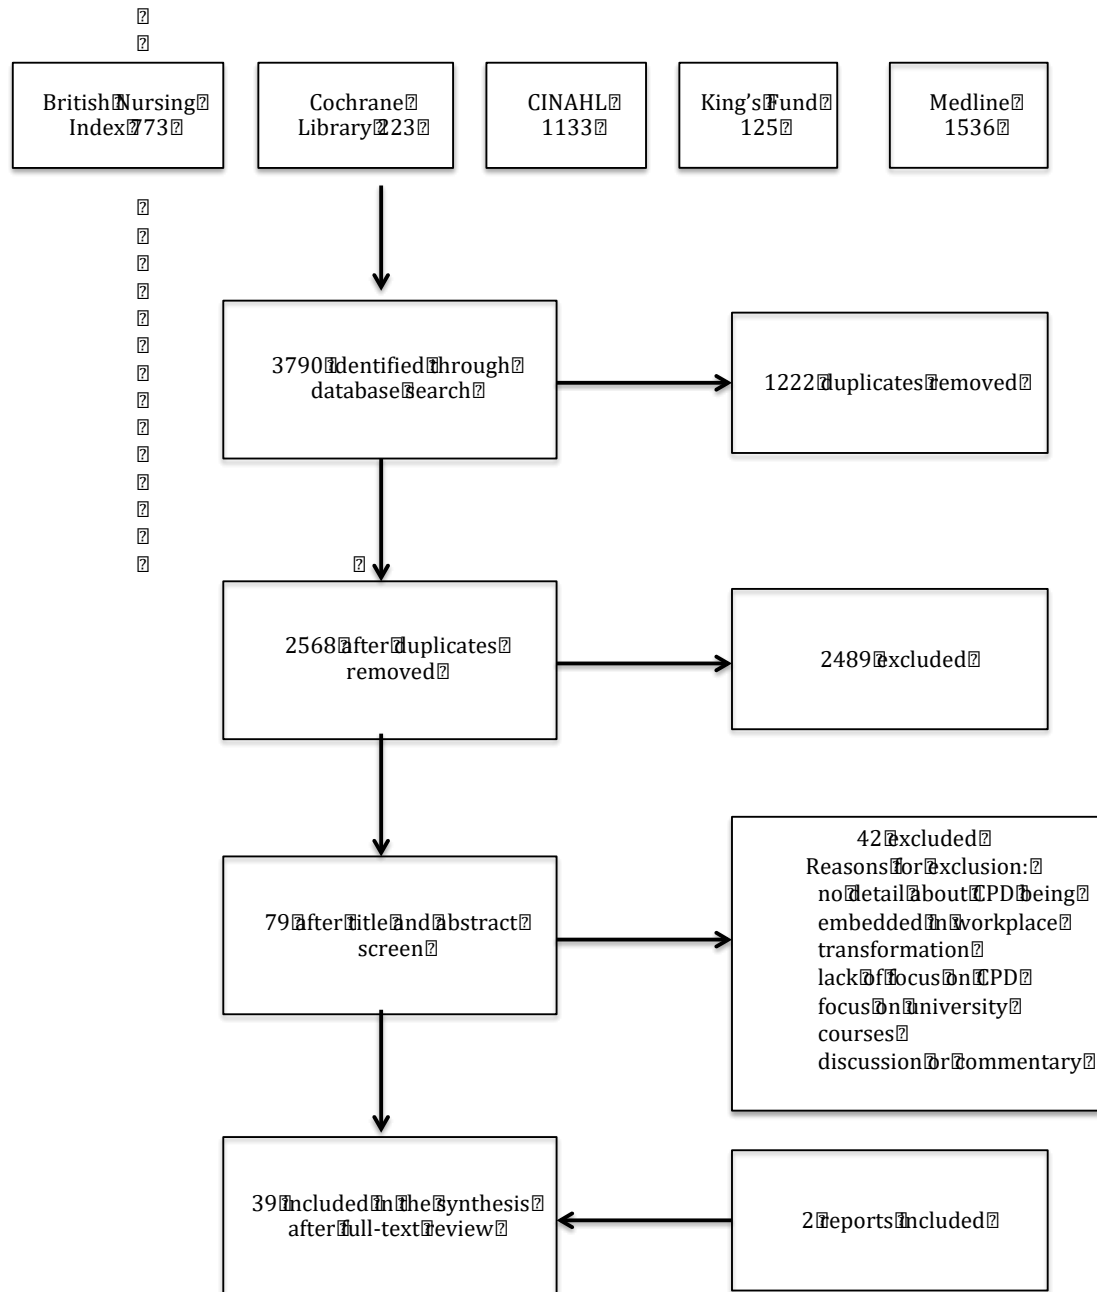 British Nursing
Index 773
Cochrane
Library 223
CINAHL
1133
King's Fund
125
Medline
1536
3790 identified through
database search
1222 duplicates removed
2568 after duplicates
removed
2489 excluded
79 after title and abstract
screen
42 excluded
Reasons for exclusion:
no detail about CPD being
embedded in workplace
transformation
lack of focus on CPD
focus on university
courses
discussion or commentary
39 included in the synthesis
after full-text review
2 reports included